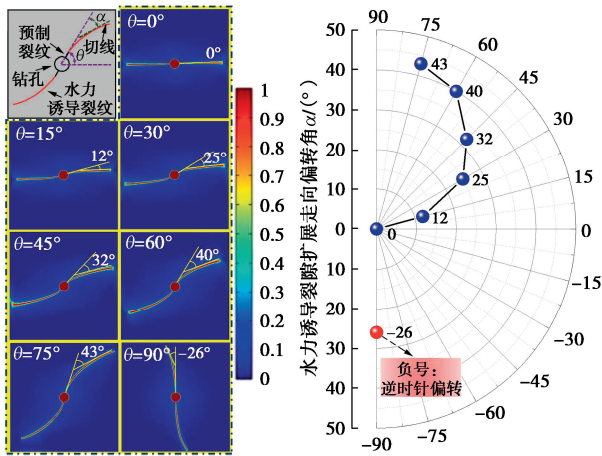 α
预制
裂纹
θ
切线
钻孔
水力
诱导裂纹
θ=0°
0°
θ=15°
12°
θ=30°
25°
θ=45°
32°
θ=60°
40°
θ=75°
43°
θ=90°
-26°
1
0.9
0.8
0.7
0.6
0.5
0.4
0.3
0.2
0.1
0
水力诱导裂隙扩展走向偏转角α/(°)
50
40
30
20
10
0
10
20
30
40
50
90
75
60
45
30
15
0
-15
-30
-45
-60
-75
-90
43
40
32
25
12
0
-26
负号：
逆时针偏转